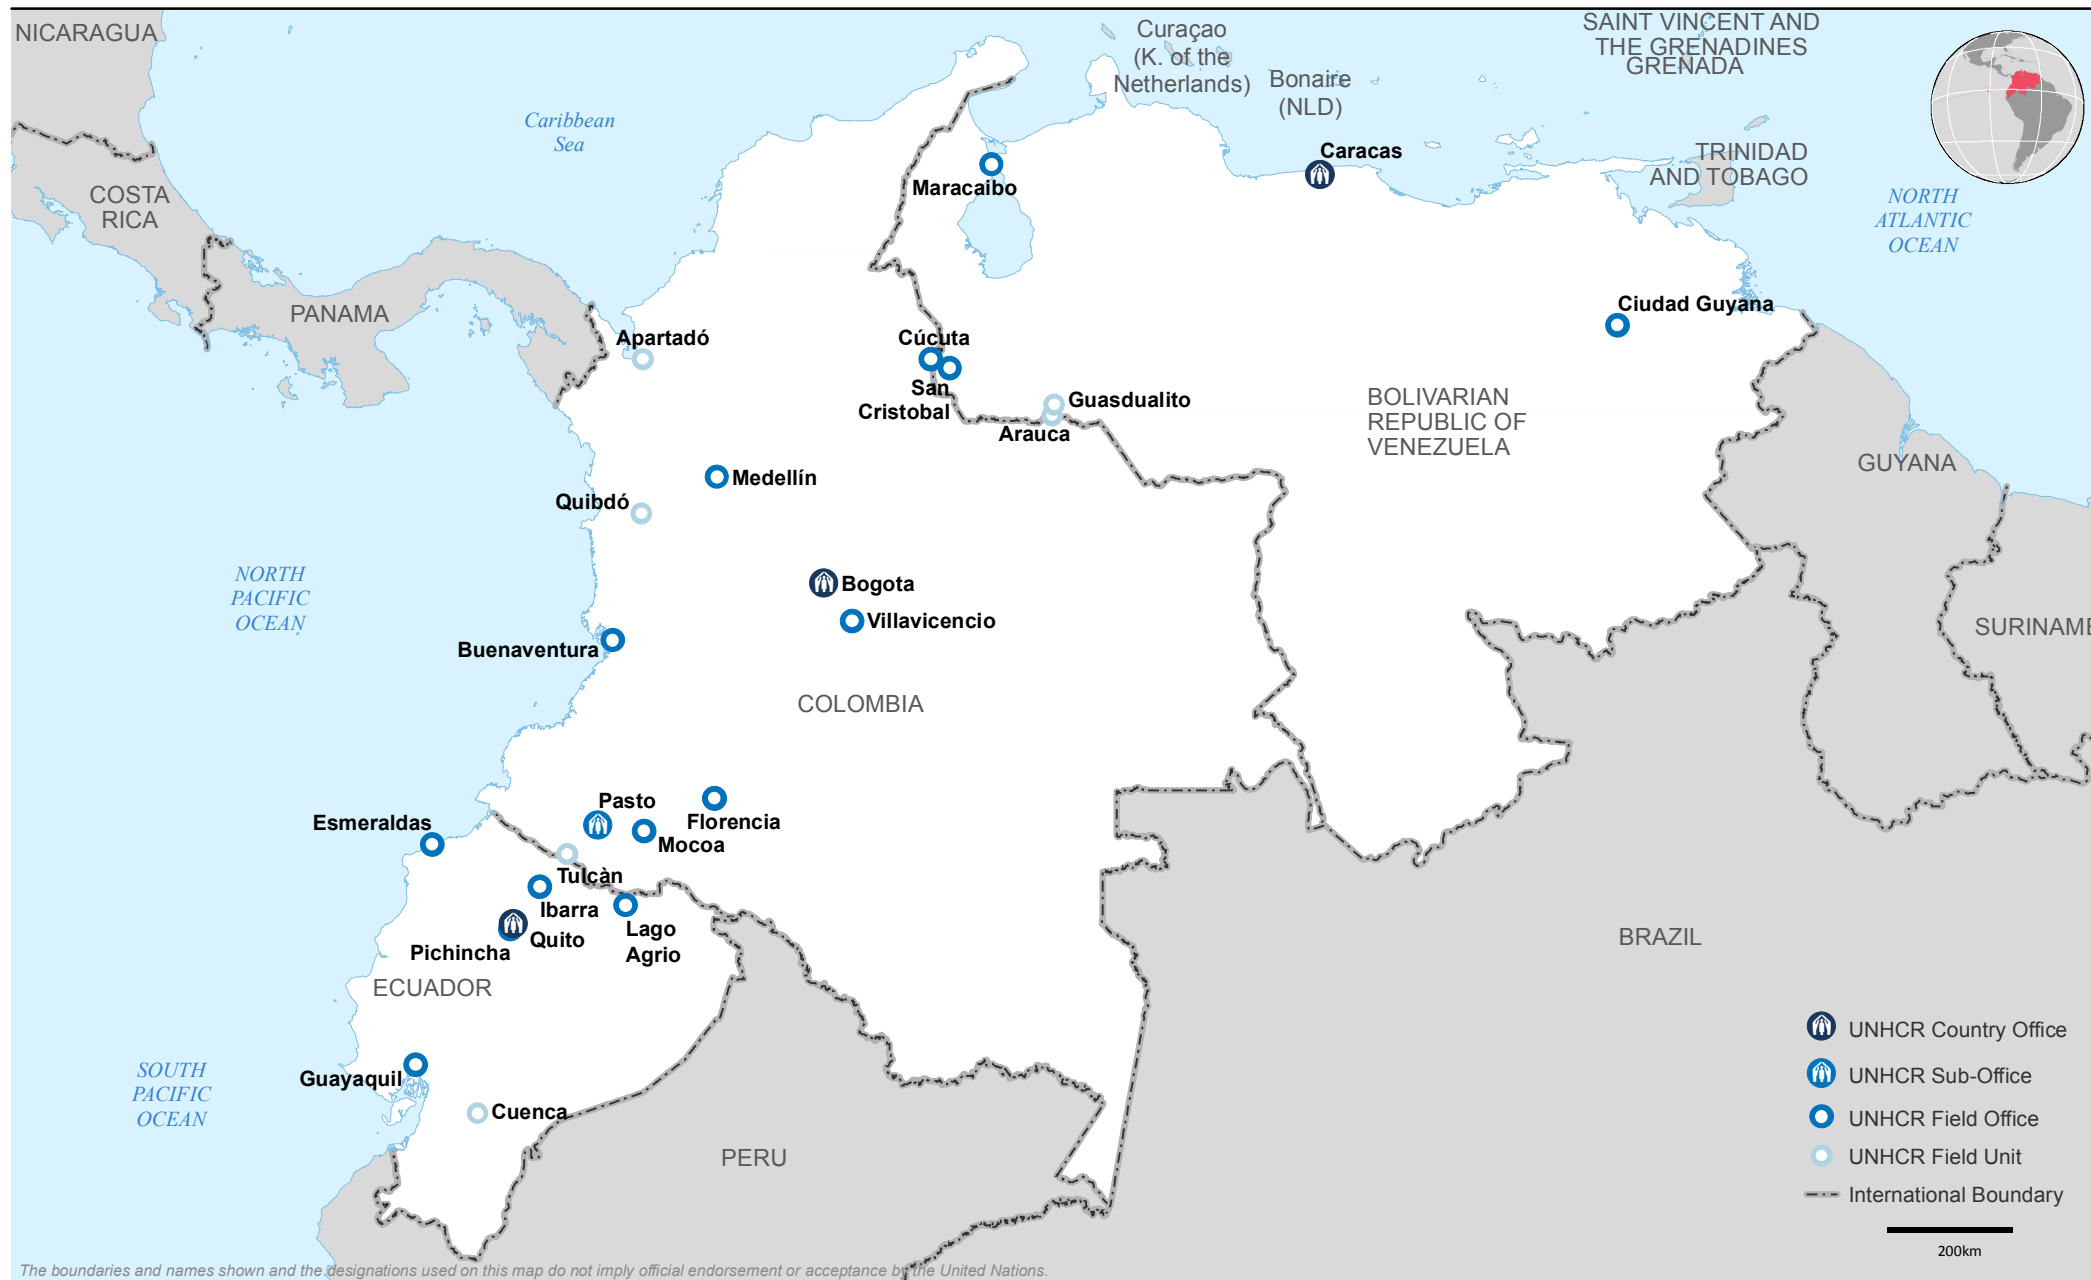 NICARAGUA
Curaçao
(K. of the
Netherlands)
Bonaire
(NLD)
SAINT VINCENT AND
THE GRENADINES
GRENADA
Caribbean
Sea
Caracas
TRINIDAD
AND TOBAGO
COSTA
RICA
Maracaibo
NORTH
ATLANTIC
OCEAN
PANAMA
Ciudad Guyana
Apartadó
Cúcuta
San
Cristobal
Guasdualito
Arauca
BOLIVARIAN
REPUBLIC OF
VENEZUELA
GUYANA
Medellín
Quibdó
NORTH
PACIFIC
OCEAN
Bogota
Villavicencio
SURINAME
Buenaventura
COLOMBIA
Pasto
Florencia
Mocoa
Esmeraldas
Tulcàn
Ibarra
Lago
Agrio
Quito
Pichincha
BRAZIL
ECUADOR
SOUTH
PACIFIC
OCEAN
Guayaquil
Cuenca
PERU
UNHCR Country Office
UNHCR Sub-Office
UNHCR Field Office
UNHCR Field Unit
International Boundary
200km
The boundaries and names shown and the designations used on this map do not imply official endorsement or acceptance by the United Nations.